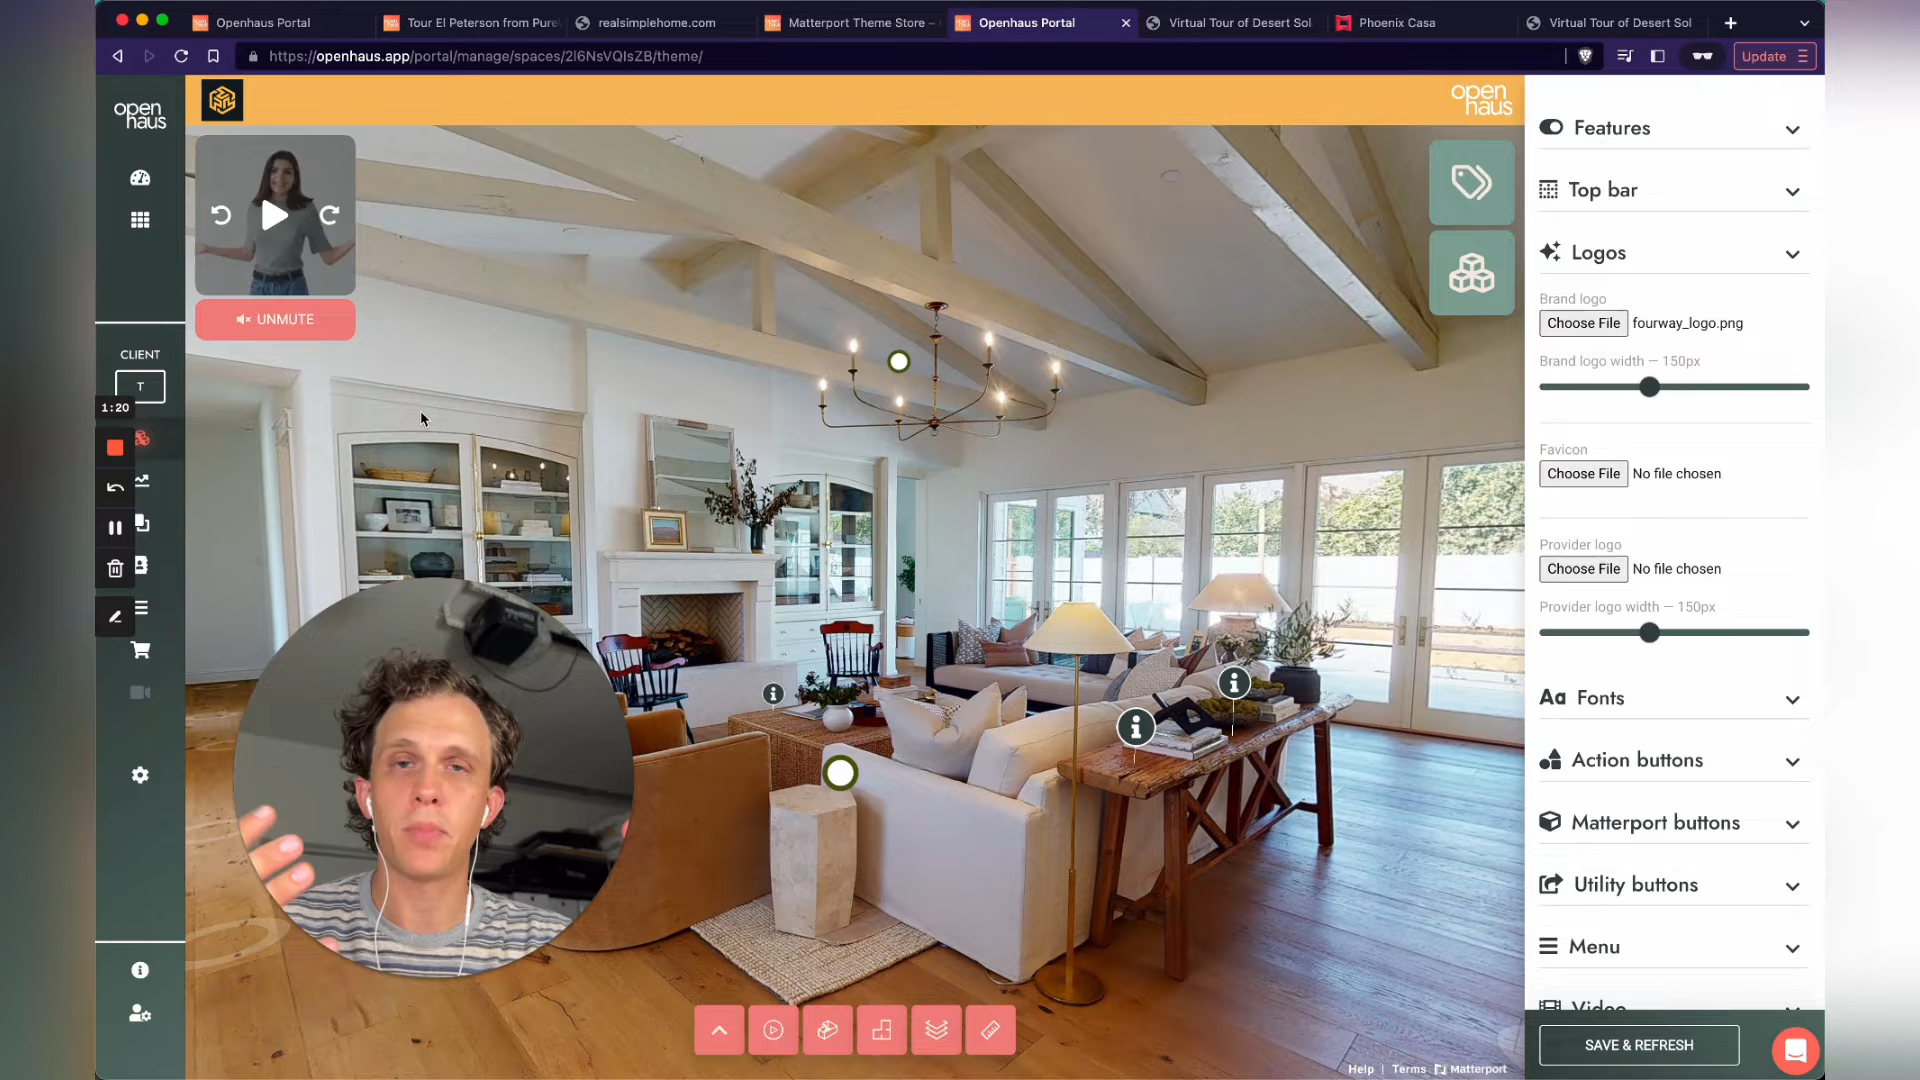 Openhaus Portal
Tour El Peterson from Pure
realsimplehome.com
Matterport Theme Store –
Openhaus Portal
Virtual Tour of Desert Sol
Phoenix Casa
Virtual Tour of Desert Sol
https://openhaus.app/portal/manage/spaces/2I6NsVQIsZB/theme/
Update
open
haus
open
haus
UNMUTE
CLIENT
T
1:20
Features
Top bar
Logos
Brand logo
Choose File fourway_logo.png
Brand logo width — 150px
Favicon
Choose File No file chosen
Provider logo
Choose File No file chosen
Provider logo width — 150px
Aa Fonts
Action buttons
Matterport buttons
Utility buttons
Menu
Video
SAVE & REFRESH
Help
Terms
Matterport